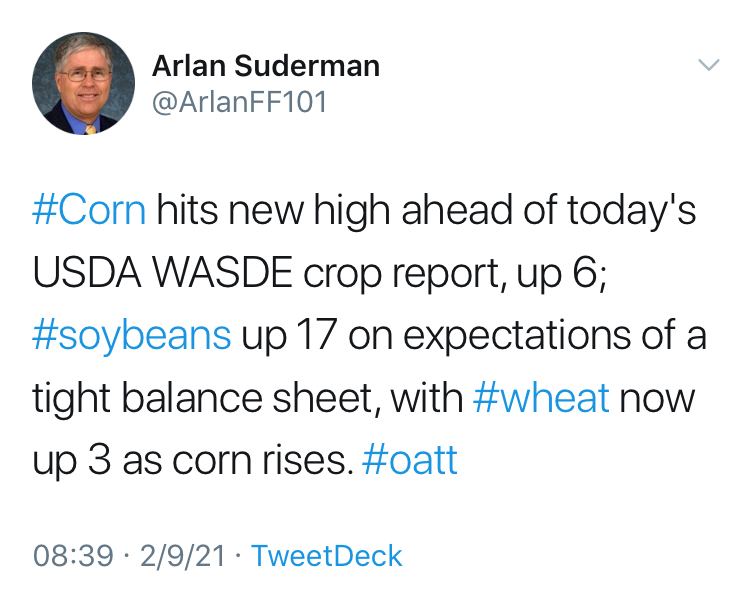 Arlan Suderman
@ArlanFF101
#Corn hits new high ahead of today's
USDA WASDE crop report, up 6;
#soybeans up 17 on expectations of a
tight balance sheet, with #wheat now
up 3 as corn rises. #oatt
08:39 · 2/9/21 · TweetDeck